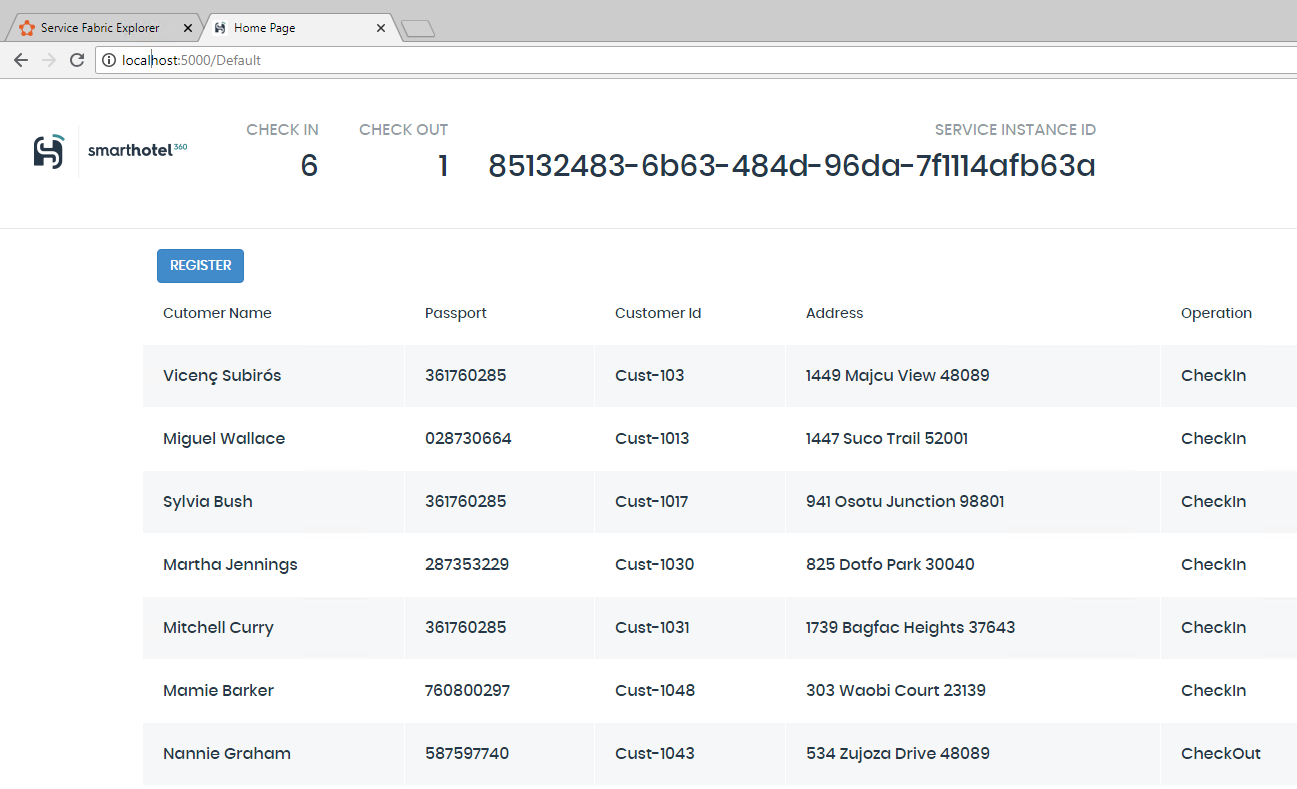 Service Fabric Explorer Home Page
localhost:5000/Default
CHECK IN CHECK OUT SERVICE INSTANCE ID
smarthotel360 6 1 85132483-6b63-484d-96da-7f1114afb63a
REGISTER
Cutomer Name Passport Customer Id Address Operation
Vicenç Subirós 361760285 Cust-103 1449 Majcu View 48089 CheckIn
Miguel Wallace 028730664 Cust-1013 1447 Suco Trail 52001 CheckIn
Sylvia Bush 361760285 Cust-1017 941 Osotu Junction 98801 CheckIn
Martha Jennings 287353229 Cust-1030 825 Dotfo Park 30040 CheckIn
Mitchell Curry 361760285 Cust-1031 1739 Bagfac Heights 37643 CheckIn
Mamie Barker 760800297 Cust-1048 303 Waobi Court 23139 CheckIn
Nannie Graham 587597740 Cust-1043 534 Zujoza Drive 48089 CheckOut